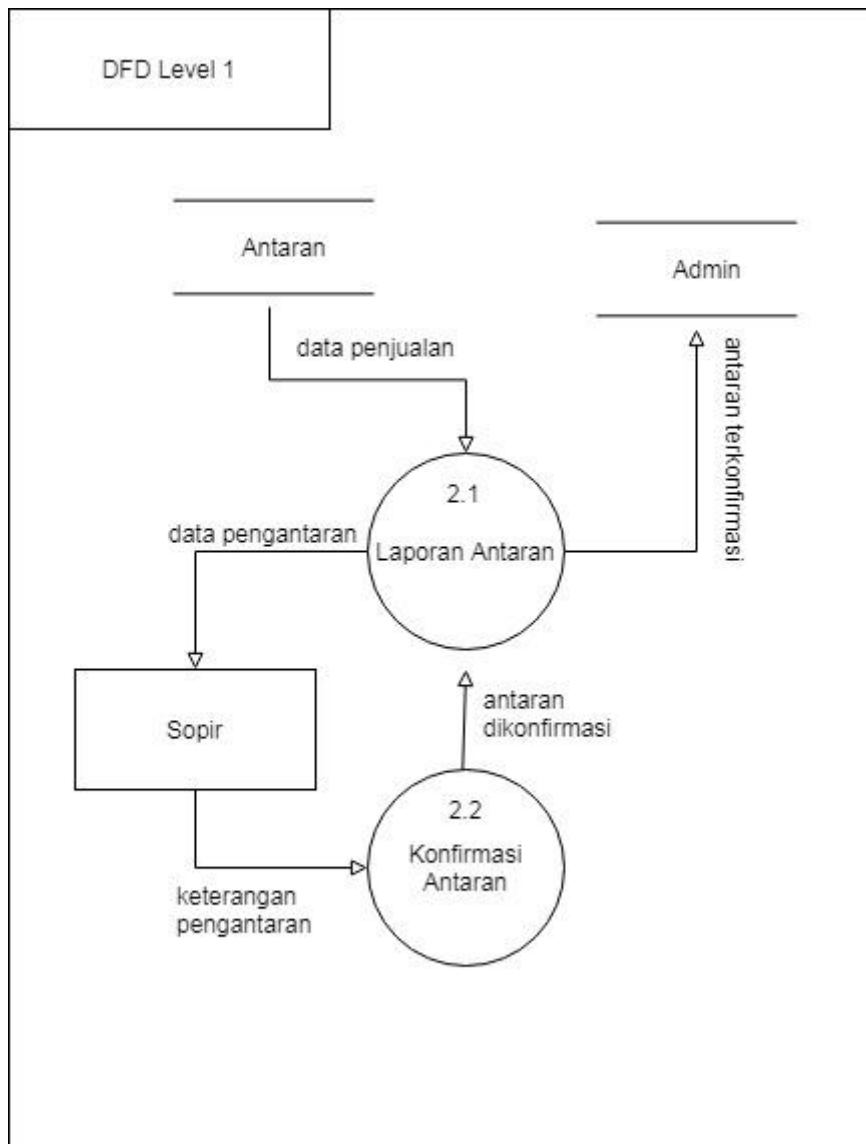 DFD Level 1
Antaran
Admin
data penjualan
antaran terkonfirmasi
2.1
Laporan Antaran
data pengantaran
Sopir
antaran
dikonfirmasi
2.2
Konfirmasi
Antaran
keterangan
pengantaran